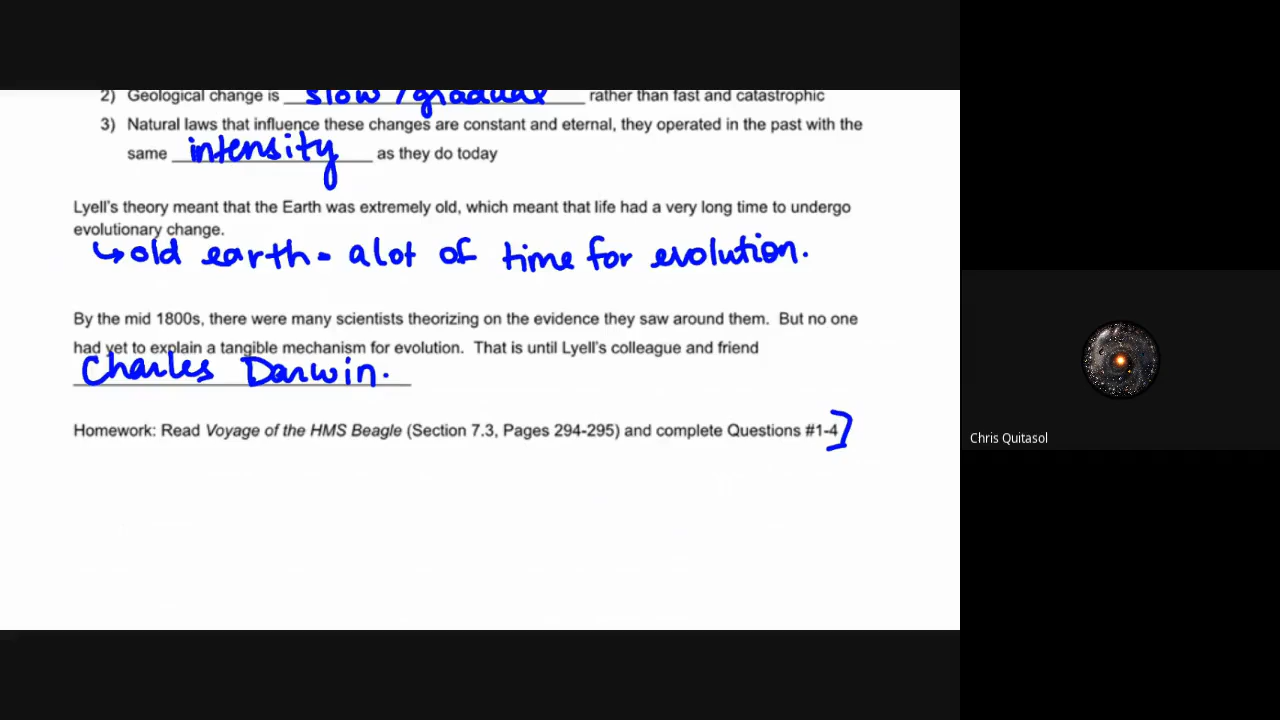 2) Geological change is slow / gradual rather than fast and catastrophic
3) Natural laws that influence these changes are constant and eternal, they operated in the past with the
same intensity as they do today
Lyell's theory meant that the Earth was extremely old, which meant that life had a very long time to undergo
evolutionary change.
↳ old earth = a lot of time for evolution.
By the mid 1800s, there were many scientists theorizing on the evidence they saw around them. But no one
had yet to explain a tangible mechanism for evolution. That is until Lyell's colleague and friend
Charles Darwin.
Homework: Read Voyage of the HMS Beagle (Section 7.3, Pages 294-295) and complete Questions #1-4
Chris Quitasol